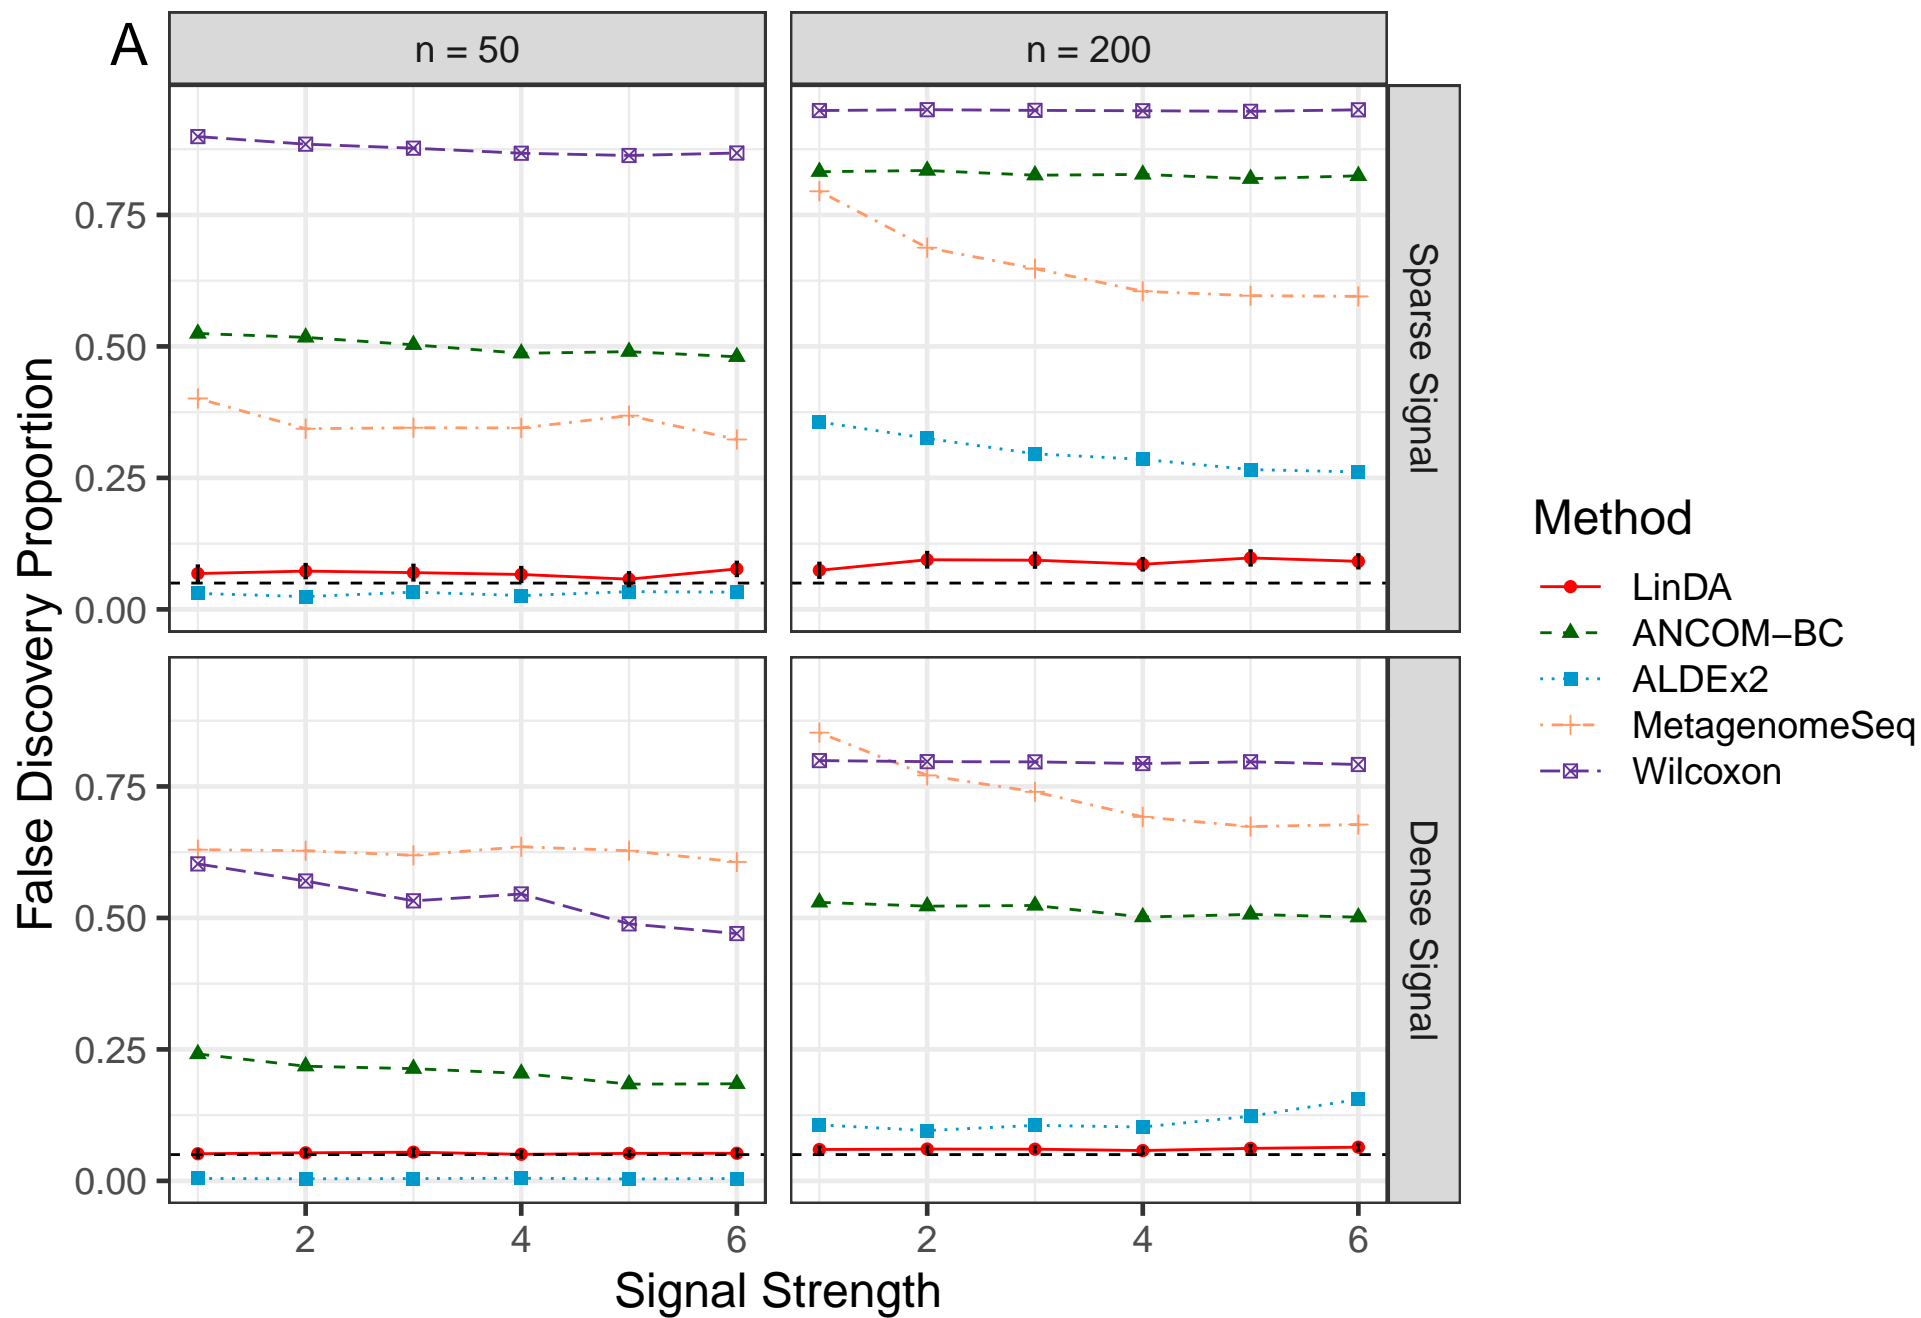 A
n = 50
n = 200
False Discovery Proportion
0.75
0.50
0.25
0.00
Sparse Signal
0.75
0.50
0.25
0.00
Dense Signal
2
4
6
2
4
6
Signal Strength
Method
LinDA
ANCOM−BC
ALDEx2
MetagenomeSeq
Wilcoxon